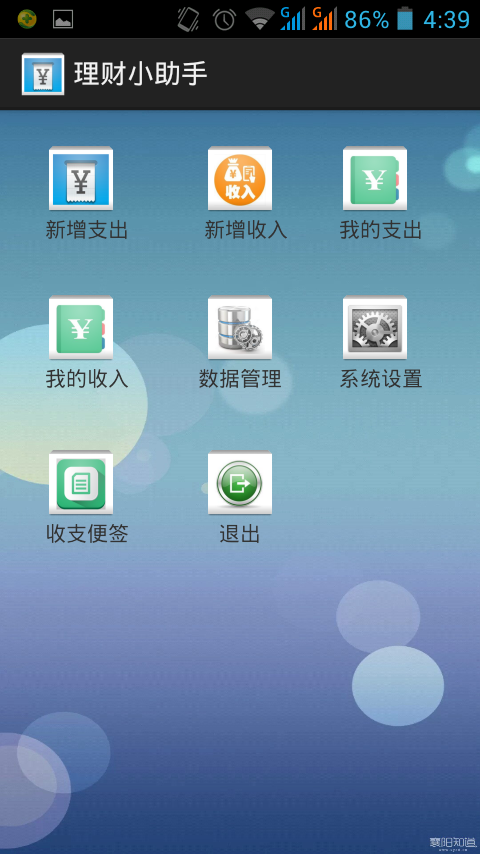 G G 86% 4:39
理财小助手
收入
新增支出 新增收入 我的支出
我的收入 数据管理 系统设置
收支便签 退出
襄阳知道